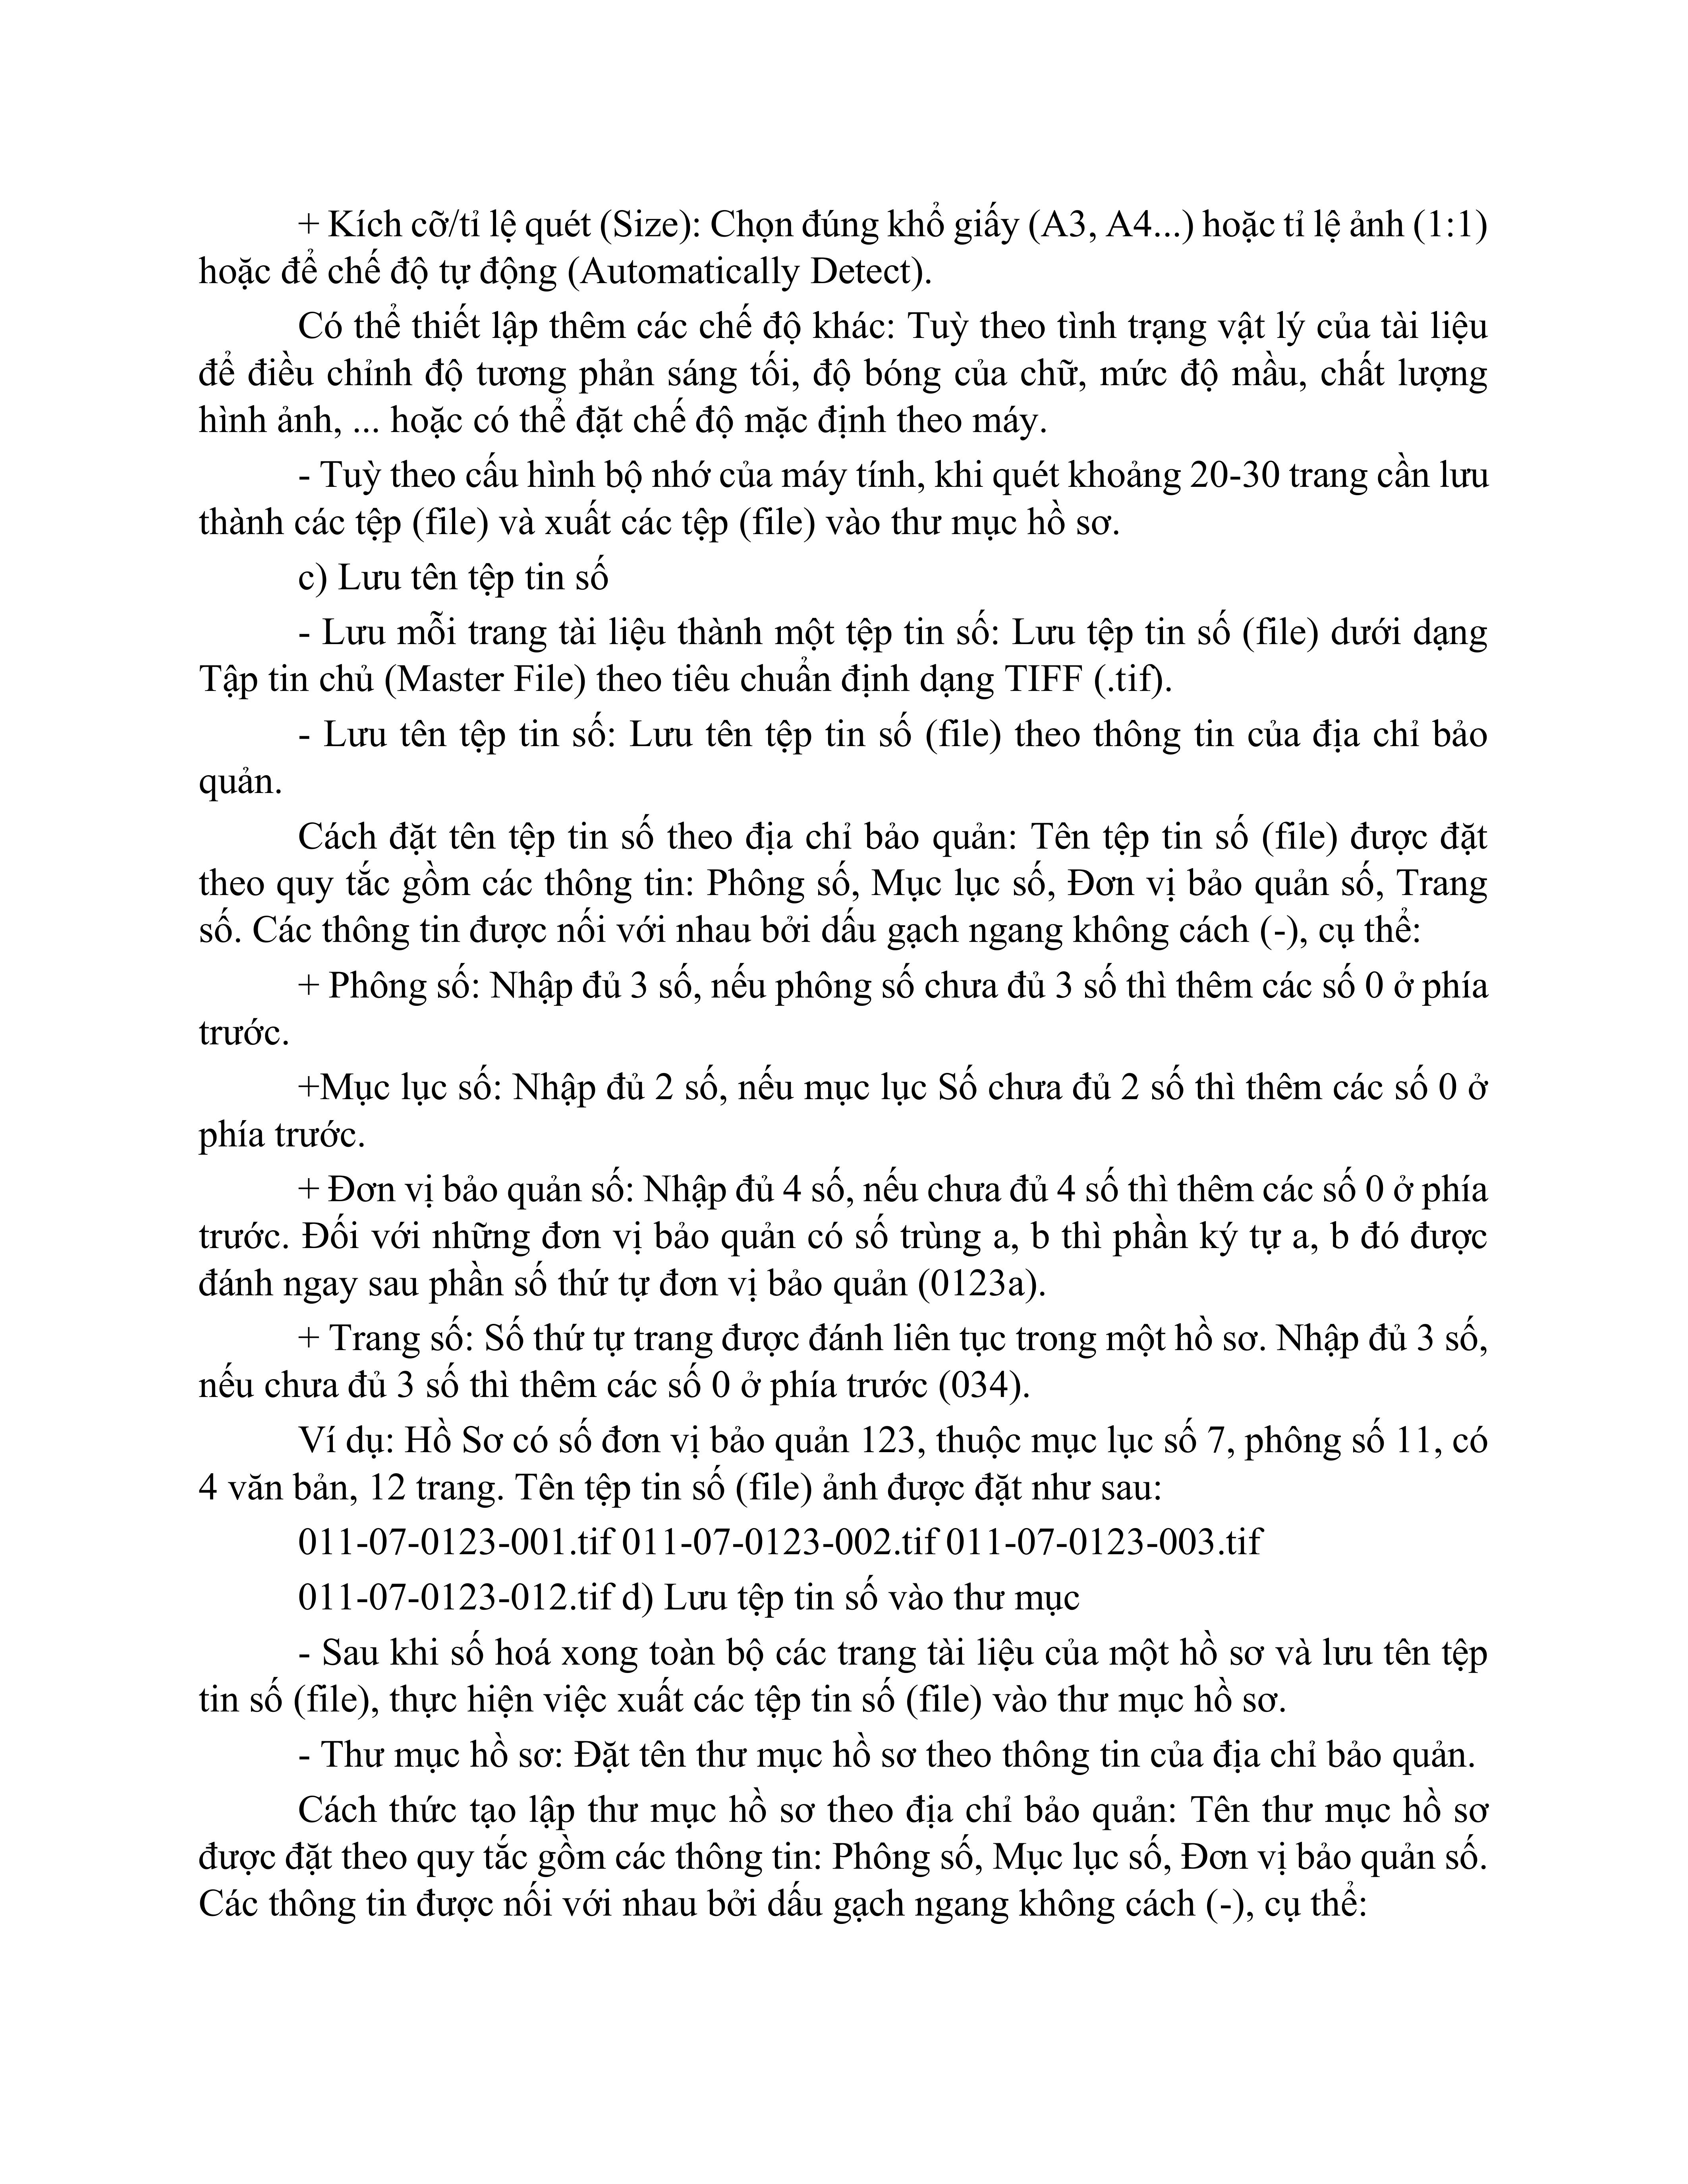 + Kích cỡ/tỉ lệ quét (Size): Chọn đúng khổ giấy (A3, A4...) hoặc tỉ lệ ảnh (1:1)
hoặc để chế độ tự động (Automatically Detect).
Có thể thiết lập thêm các chế độ khác: Tuỳ theo tình trạng vật lý của tài liệu
để điều chỉnh độ tương phản sáng tối, độ bóng của chữ, mức độ mầu, chất lượng
hình ảnh, ... hoặc có thể đặt chế độ mặc định theo máy.
- Tuỳ theo cấu hình bộ nhớ của máy tính, khi quét khoảng 20-30 trang cần lưu
thành các tệp (file) và xuất các tệp (file) vào thư mục hồ sơ.
c) Lưu tên tệp tin số
- Lưu mỗi trang tài liệu thành một tệp tin số: Lưu tệp tin số (file) dưới dạng
Tập tin chủ (Master File) theo tiêu chuẩn định dạng TIFF (.tif).
- Lưu tên tệp tin số: Lưu tên tệp tin số (file) theo thông tin của địa chỉ bảo
quản.
Cách đặt tên tệp tin số theo địa chỉ bảo quản: Tên tệp tin số (file) được đặt
theo quy tắc gồm các thông tin: Phông số, Mục lục số, Đơn vị bảo quản số, Trang
số. Các thông tin được nối với nhau bởi dấu gạch ngang không cách (-), cụ thể:
+ Phông số: Nhập đủ 3 số, nếu phông số chưa đủ 3 số thì thêm các số 0 ở phía
trước.
+Mục lục số: Nhập đủ 2 số, nếu mục lục Số chưa đủ 2 số thì thêm các số 0 ở
phía trước.
+ Đơn vị bảo quản số: Nhập đủ 4 số, nếu chưa đủ 4 số thì thêm các số 0 ở phía
trước. Đối với những đơn vị bảo quản có số trùng a, b thì phần ký tự a, b đó được
đánh ngay sau phần số thứ tự đơn vị bảo quản (0123a).
+ Trang số: Số thứ tự trang được đánh liên tục trong một hồ sơ. Nhập đủ 3 số,
nếu chưa đủ 3 số thì thêm các số 0 ở phía trước (034).
Ví dụ: Hồ Sơ có số đơn vị bảo quản 123, thuộc mục lục số 7, phông số 11, có
4 văn bản, 12 trang. Tên tệp tin số (file) ảnh được đặt như sau:
011-07-0123-001.tif 011-07-0123-002.tif 011-07-0123-003.tif
011-07-0123-012.tif d) Lưu tệp tin số vào thư mục
- Sau khi số hoá xong toàn bộ các trang tài liệu của một hồ sơ và lưu tên tệp
tin số (file), thực hiện việc xuất các tệp tin số (file) vào thư mục hồ sơ.
- Thư mục hồ sơ: Đặt tên thư mục hồ sơ theo thông tin của địa chỉ bảo quản.
Cách thức tạo lập thư mục hồ sơ theo địa chỉ bảo quản: Tên thư mục hồ sơ
được đặt theo quy tắc gồm các thông tin: Phông số, Mục lục số, Đơn vị bảo quản số.
Các thông tin được nối với nhau bởi dấu gạch ngang không cách (-), cụ thể: